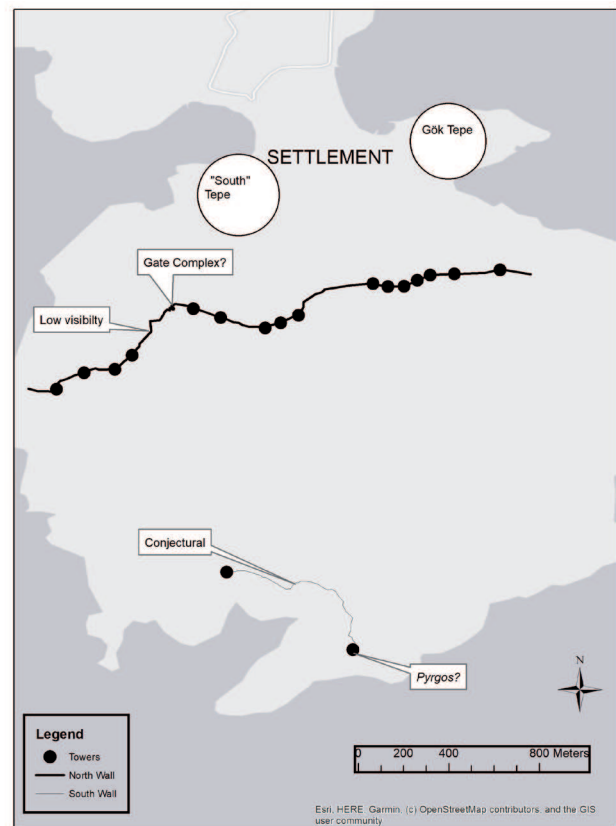 Gök Tepe
SETTLEMENT
"South"
Tepe
Gate Complex?
Low visibilty
Conjectural
Pyrgos?
N
Legend
Towers
North Wall
South Wall
0 200 400 800 Meters
Esri, HERE, Garmin, (c) OpenStreetMap contributors, and the GIS
user community